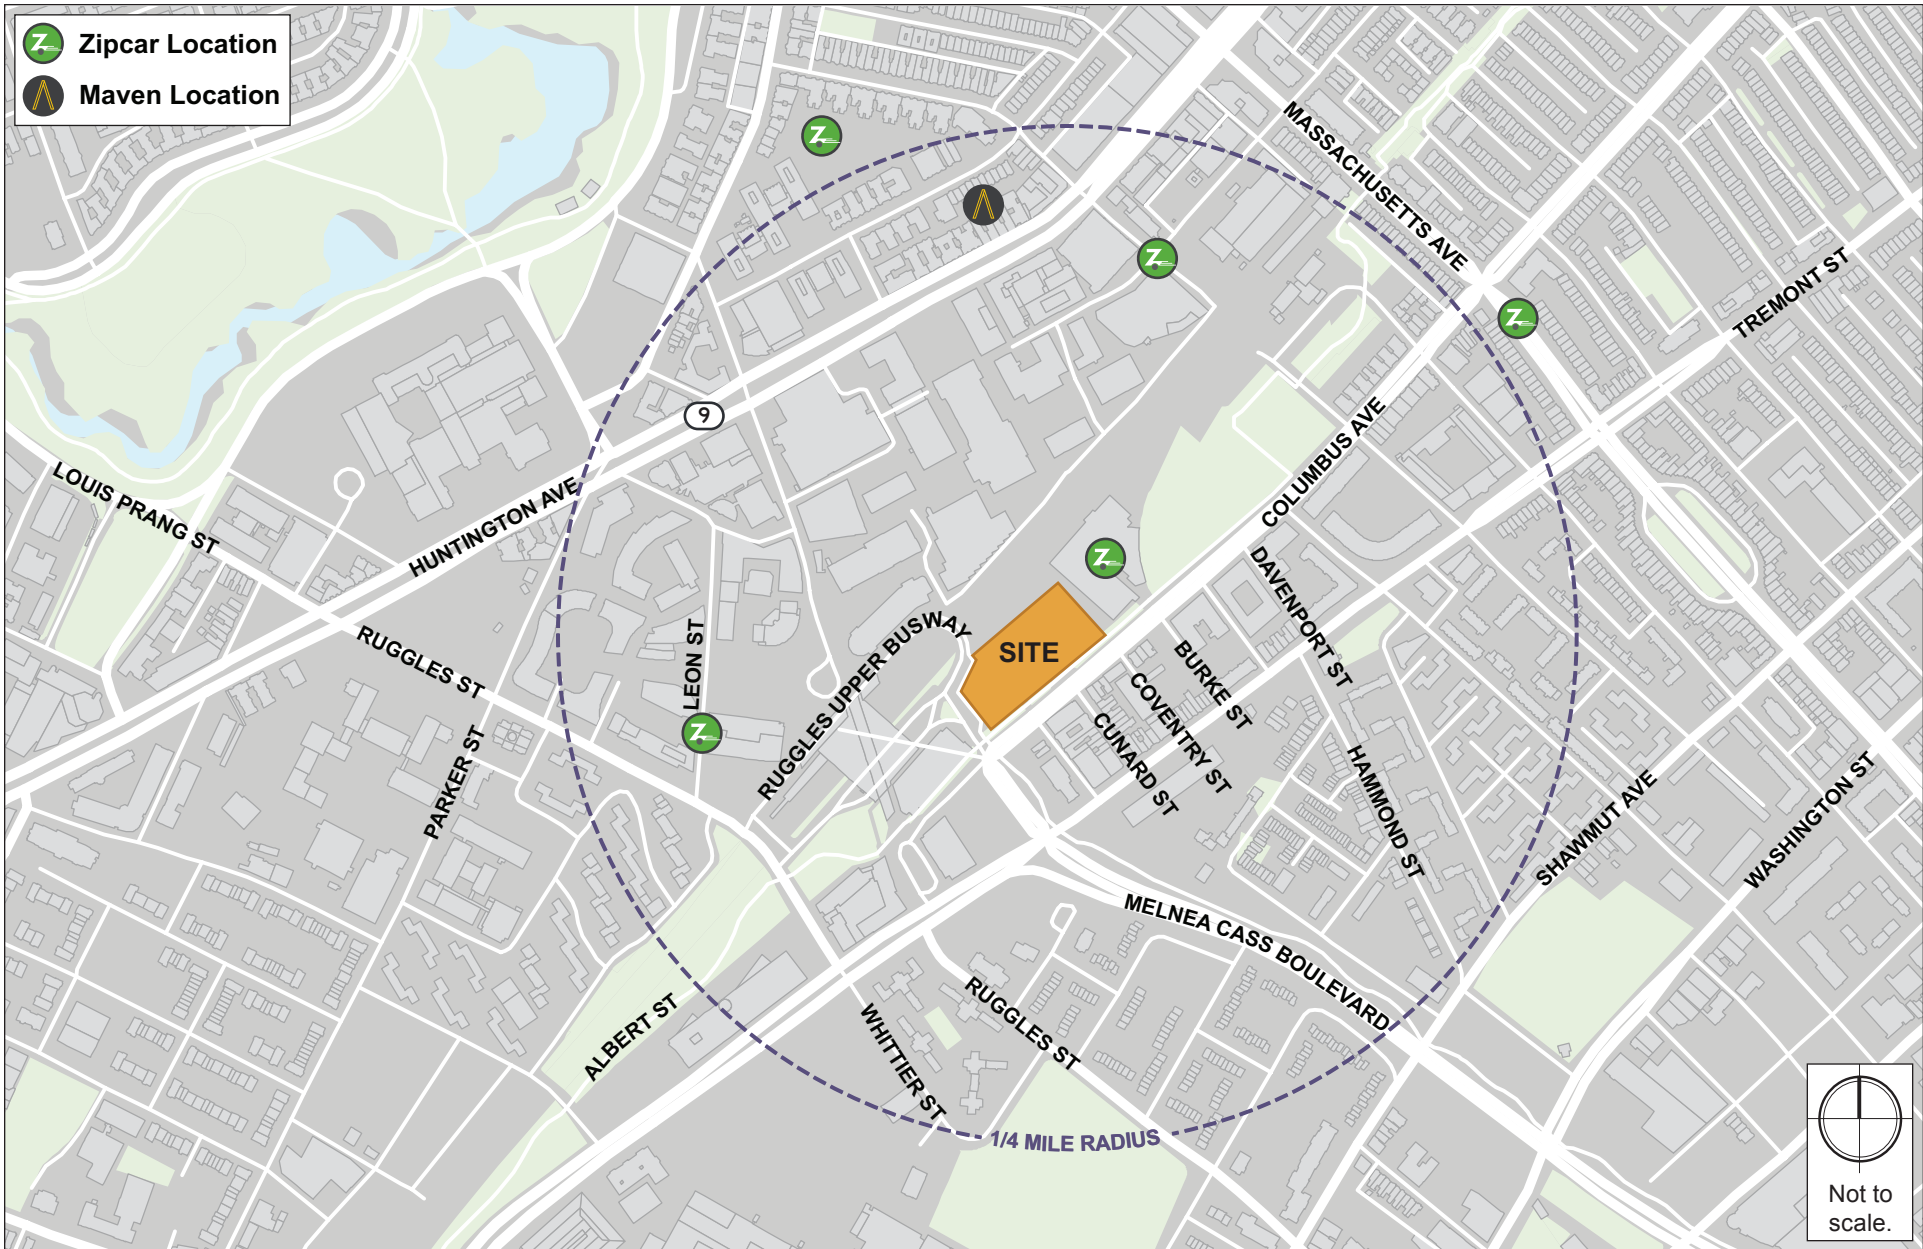 Zipcar Location
Maven Location
MASSACHUSETTS AVE
TREMONT ST
9
COLUMBUS AVE
LOUIS PRANG ST
HUNTINGTON AVE
DAVENPORT ST
RUGGLES UPPER BUSWAY
SITE
RUGGLES ST
LEON ST
BURKE ST
COVENTRY ST
CUNARD ST
PARKER ST
HAMMOND ST
SHAWMUT AVE
WASHINGTON ST
MELNEA CASS BOULEVARD
ALBERT ST
WHITTIER ST
RUGGLES ST
1/4 MILE RADIUS
Not to
scale.